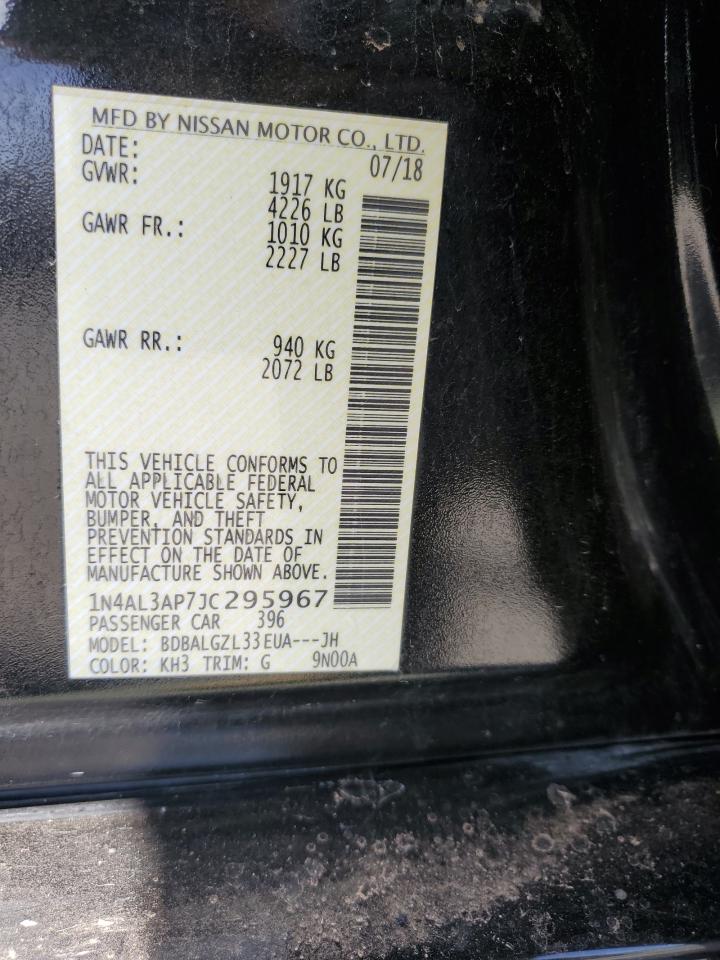 MFD BY NISSAN MOTOR CO., LTD.
DATE: 07/18
GVWR: 1917 KG
4226 LB
GAWR FR.: 1010 KG
2227 LB
GAWR RR.: 940 KG
2072 LB
THIS VEHICLE CONFORMS TO
ALL APPLICABLE FEDERAL
MOTOR VEHICLE SAFETY,
BUMPER, AND THEFT
PREVENTION STANDARDS IN
EFFECT ON THE DATE OF
MANUFACTURE SHOWN ABOVE.
1N4AL3AP7JC295967
PASSENGER CAR 396
MODEL: BDBALGZL33EUA---JH
COLOR: KH3 TRIM: G 9N00A